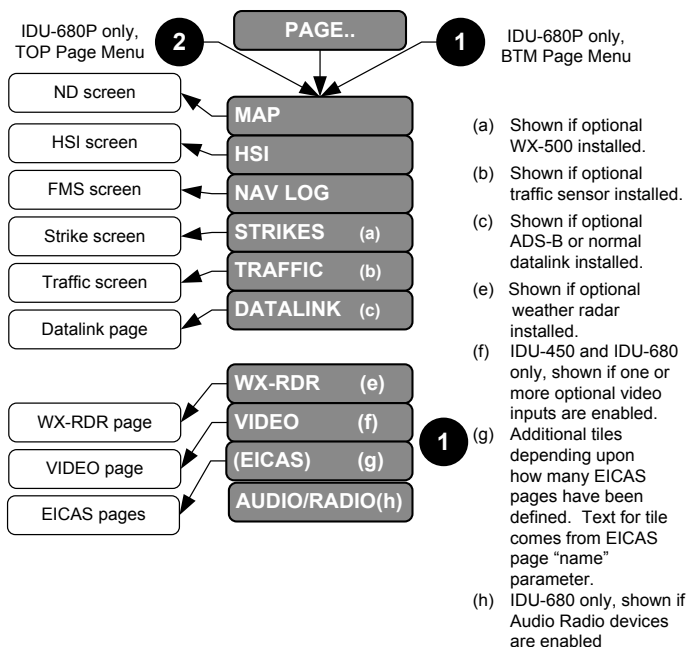 IDU-680P only,
TOP Page Menu
2
PAGE..
1
IDU-680P only,
BTM Page Menu
ND screen
HSI screen
FMS screen
Strike screen
Traffic screen
Datalink page
MAP
HSI
NAV LOG
STRIKES (a)
TRAFFIC (b)
DATALINK (c)
WX-RDR page
VIDEO page
EICAS pages
WX-RDR (e)
VIDEO (f)
(EICAS) (g)
AUDIO/RADIO(h)
1
(a) Shown if optional
WX-500 installed.
(b) Shown if optional
traffic sensor installed.
(c) Shown if optional
ADS-B or normal
datalink installed.
(e) Shown if optional
weather radar
installed.
(f) IDU-450 and IDU-680
only, shown if one or
more optional video
inputs are enabled.
(g) Additional tiles
depending upon
how many EICAS
pages have been
defined. Text for tile
comes from EICAS
page “name”
parameter.
(h) IDU-680 only, shown if
Audio Radio devices
are enabled